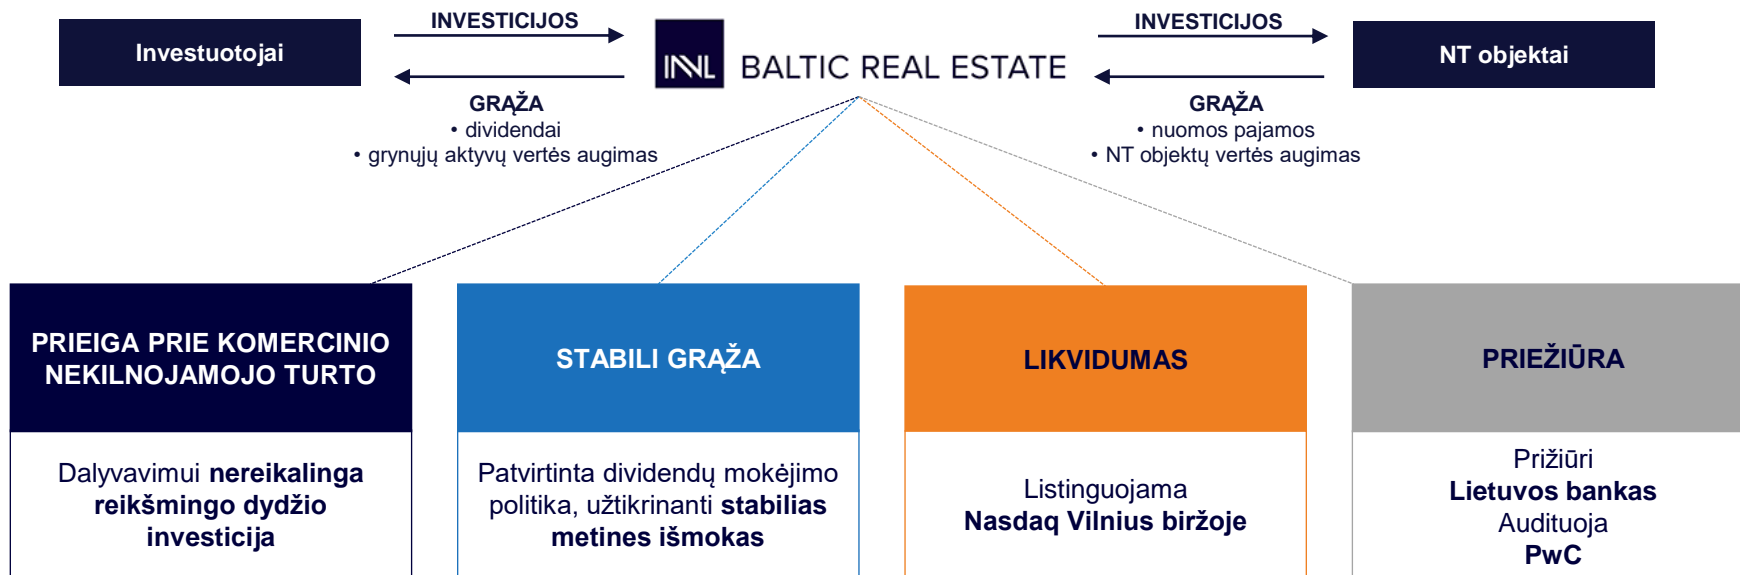 Investuotojai
INVESTICIJOS
GRĄŽA
• dividendai
• grynųjų aktyvų vertės augimas
INVL BALTIC REAL ESTATE
INVESTICIJOS
GRĄŽA
• nuomos pajamos
• NT objektų vertės augimas
NT objektai
PRIEIGA PRIE KOMERCINIO
NEKILNOJAMOJO TURTO
Dalyvavimui nereikalinga
reikšmingo dydžio
investicija
STABILI GRĄŽA
Patvirtinta dividendų mokėjimo
politika, užtikrinanti stabilias
metines išmokas
LIKVIDUMAS
Listinguojama
Nasdaq Vilnius biržoje
PRIEŽIŪRA
Prižiūri
Lietuvos bankas
Audituoja
PwC